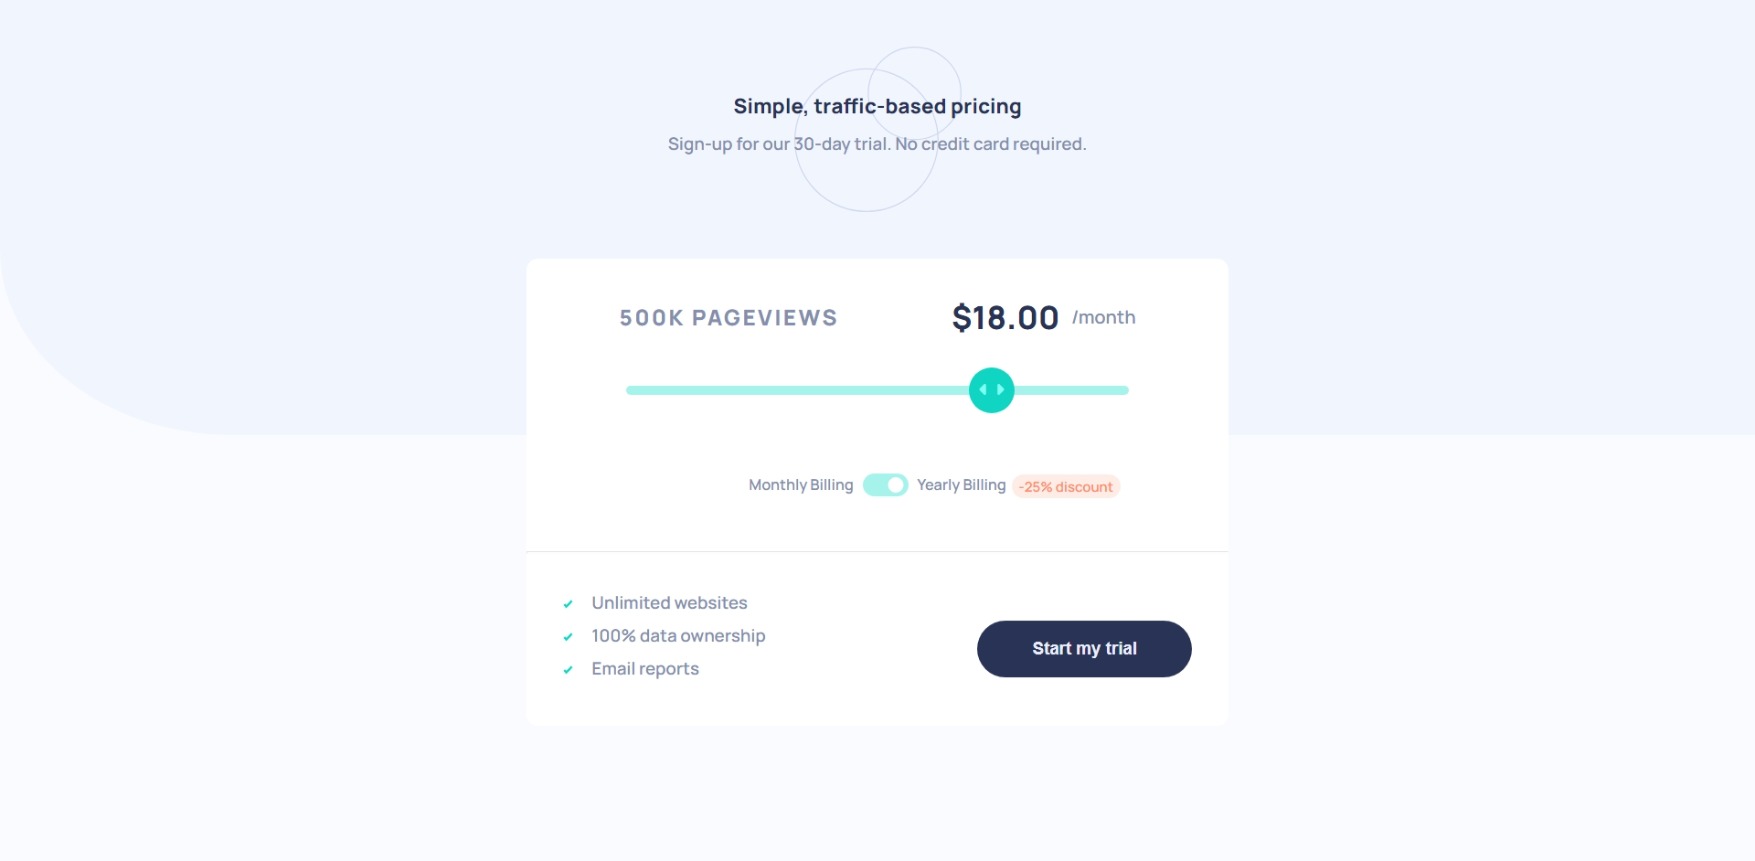 Simple, traffic-based pricing
Sign-up for our 30-day trial. No credit card required.
500K PAGEVIEWS $18.00 /month
Monthly Billing Yearly Billing -25% discount
Unlimited websites
100% data ownership
Email reports
Start my trial